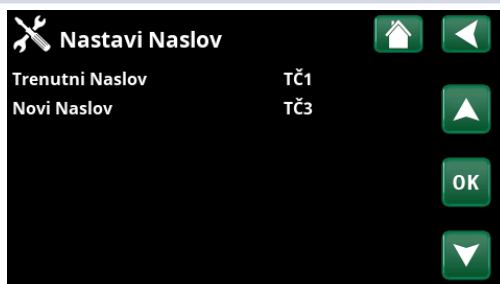 Nastavi Naslov
Trenutni Naslov TČ1
Novi Naslov TČ3
OK